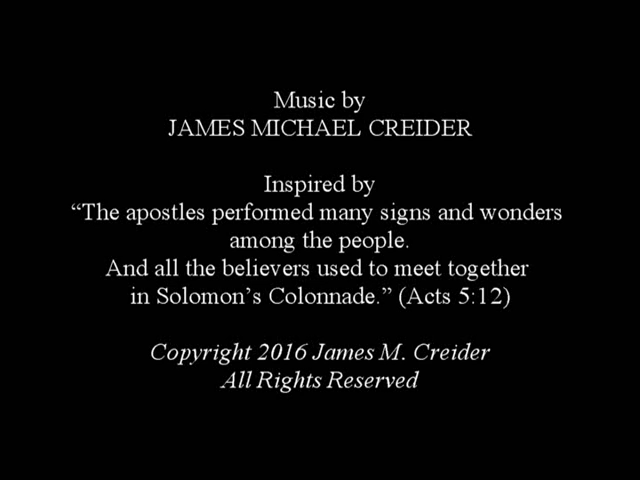 Music by
JAMES MICHAEL CREIDER
Inspired by
“The apostles performed many signs and wonders
among the people.
And all the believers used to meet together
in Solomon’s Colonnade.” (Acts 5:12)
Copyright 2016 James M. Creider
All Rights Reserved